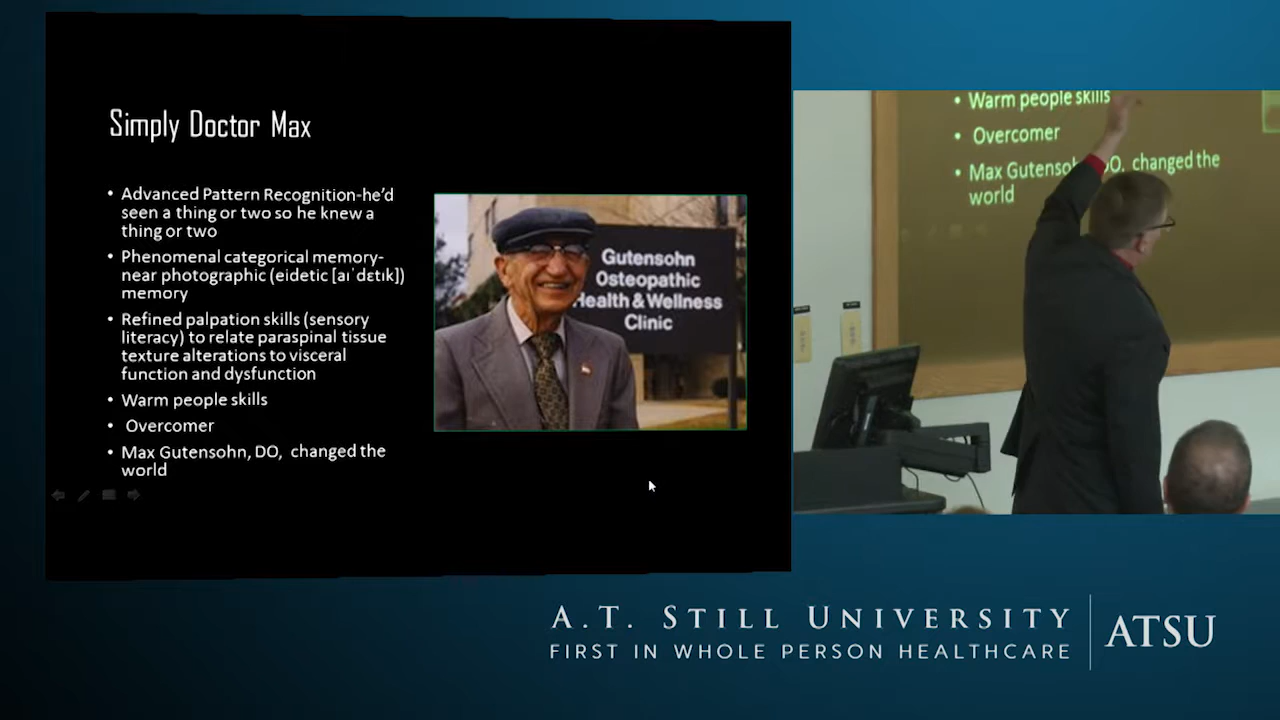 Simply Doctor Max
• Advanced Pattern Recognition-he'd
seen a thing or two so he knew a
thing or two
• Phenomenal categorical memory-
near photographic (eidetic [aɪˈdɛtɪk])
memory
• Refined palpation skills (sensory
literacy) to relate paraspinal tissue
texture alterations to visceral
function and dysfunction
• Warm people skills
• Overcomer
• Max Gutensohn, DO, changed the
world
Gutensohn
Osteopathic
Health & Wellness
Clinic
• Warm people skills
• Overcomer
• Max Gutensohn, DO, changed the
world
A.T. STILL UNIVERSITY
FIRST IN WHOLE PERSON HEALTHCARE
ATSU